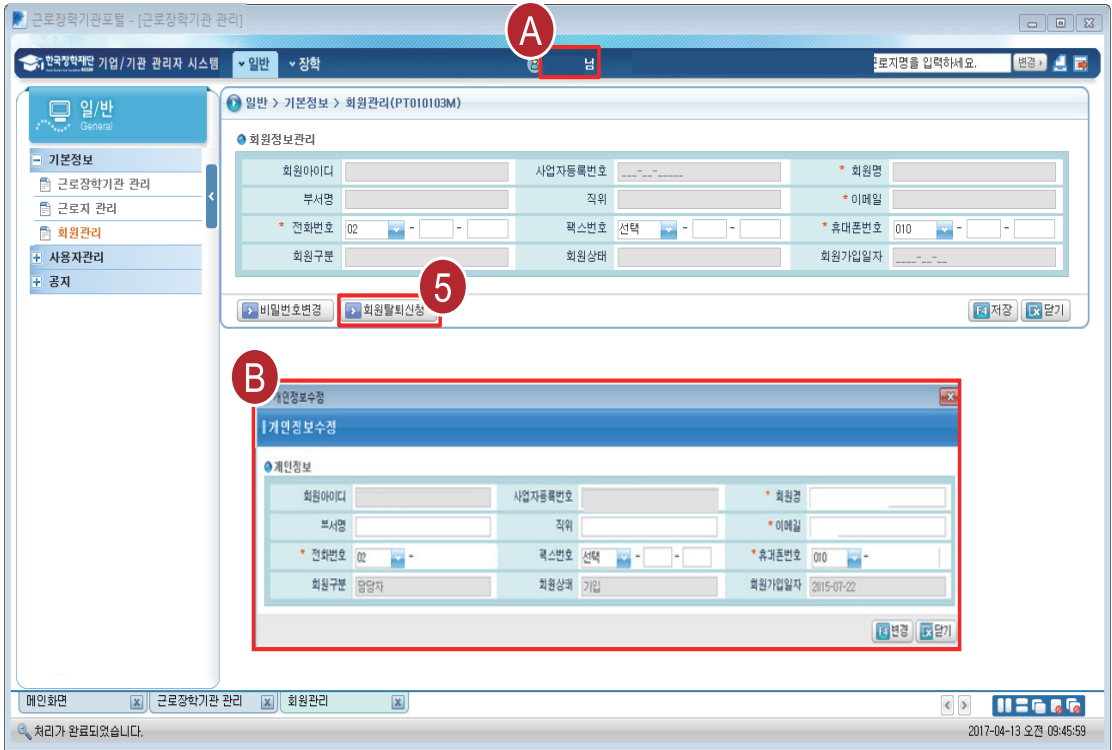 근로장학기관포털 - [근로장학기관 관리]
A
한국장학재단 기업/기관 관리자 시스템 일반 장학 님 로지명을 입력하세요. 변경
일/반
General
기본정보
근로장학기관 관리
근로지 관리
회원관리
사용자관리
공지
일반 > 기본정보 > 회원관리(PT010103M)
회원정보관리
회원아이디 사업자등록번호 ___-__-_____ * 회원명
부서명 직위 * 이메일
* 전화번호 02 - - 팩스번호 선택 - - * 휴대폰번호 010 - -
회원구분 회원상태 회원가입일자 ____-__-__
5
비밀번호변경 회원탈퇴신청 F4 저장 EX 닫기
B
개인정보수정
개인정보수정
개인정보
회원아이디 사업자등록번호 * 회원명
부서명 직위 * 이메일
* 전화번호 02 - 팩스번호 선택 - - * 휴대폰번호 010 -
회원구분 담당자 회원상태 가입 회원가입일자 2015-07-22
변경 닫기
메인화면 x 근로장학기관 관리 x 회원관리 x
처리가 완료되었습니다. 2017-04-13 오전 09:45:59